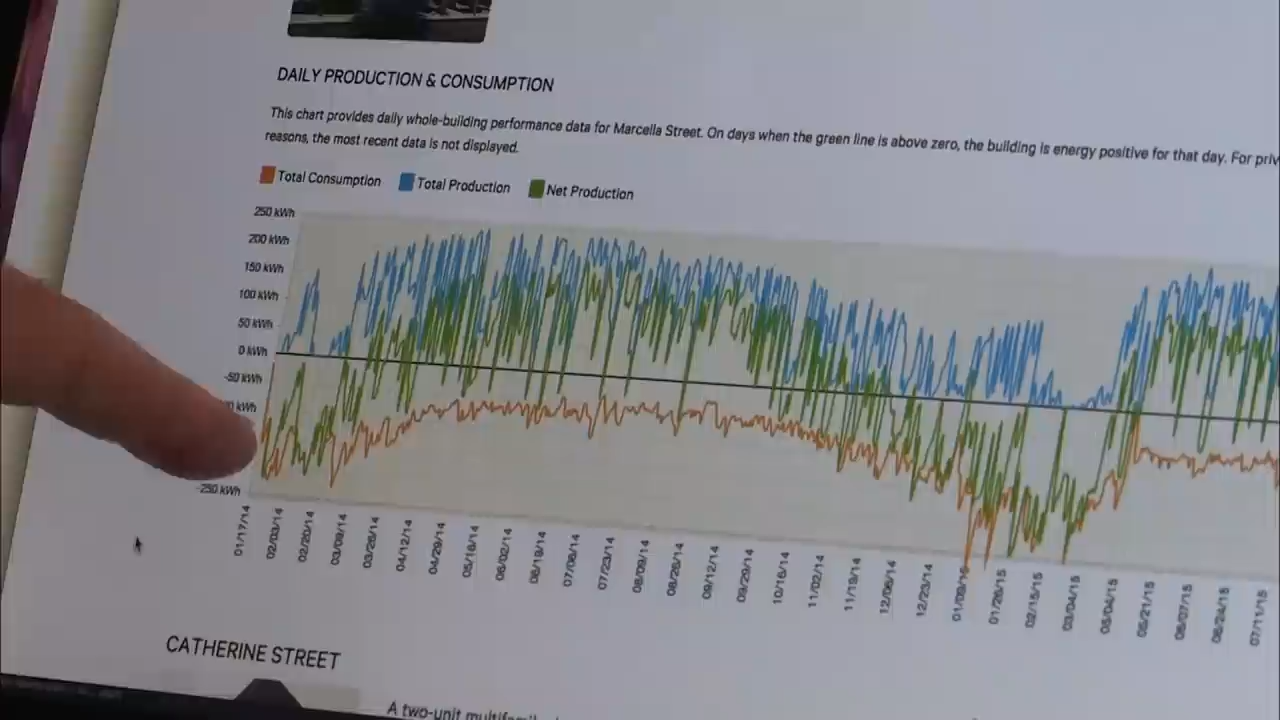 DAILY PRODUCTION & CONSUMPTION
This chart provides daily whole-building performance data for Marcella Street. On days when the green line is above zero, the building is energy positive for that day. For
reasons, the most recent data is not displayed.
Total Consumption Total Production Net Production
250 kWh
200 kWh
150 kWh
100 kWh
50 kWh
0 kWh
-50 kWh
kWh
-250 kWh
01/17/14 02/03/14 02/20/14 03/09/14 03/26/14 04/12/14 04/29/14 05/16/14 06/02/14 06/19/14 07/06/14 07/23/14 08/09/14 08/26/14 09/12/14 09/29/14 10/16/14 11/02/14 11/19/14 12/06/14 12/23/14 01/09/15 01/26/15 02/15/15 03/04/15 05/04/15 05/21/15 06/07/15 06/24/15 07/11/15
CATHERINE STREET
A two-unit